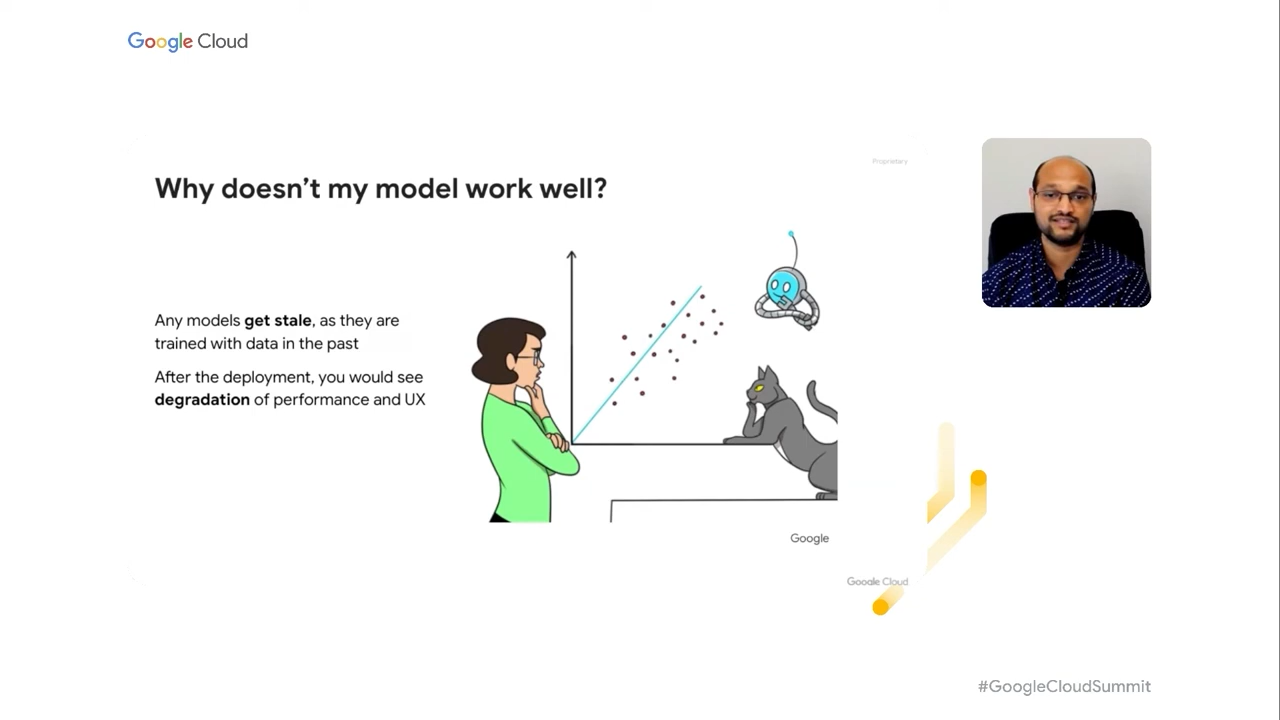 Google Cloud
Proprietary
Why doesn’t my model work well?
Any models get stale, as they are
trained with data in the past
After the deployment, you would see
degradation of performance and UX
Google
Google Cloud
#GoogleCloudSummit